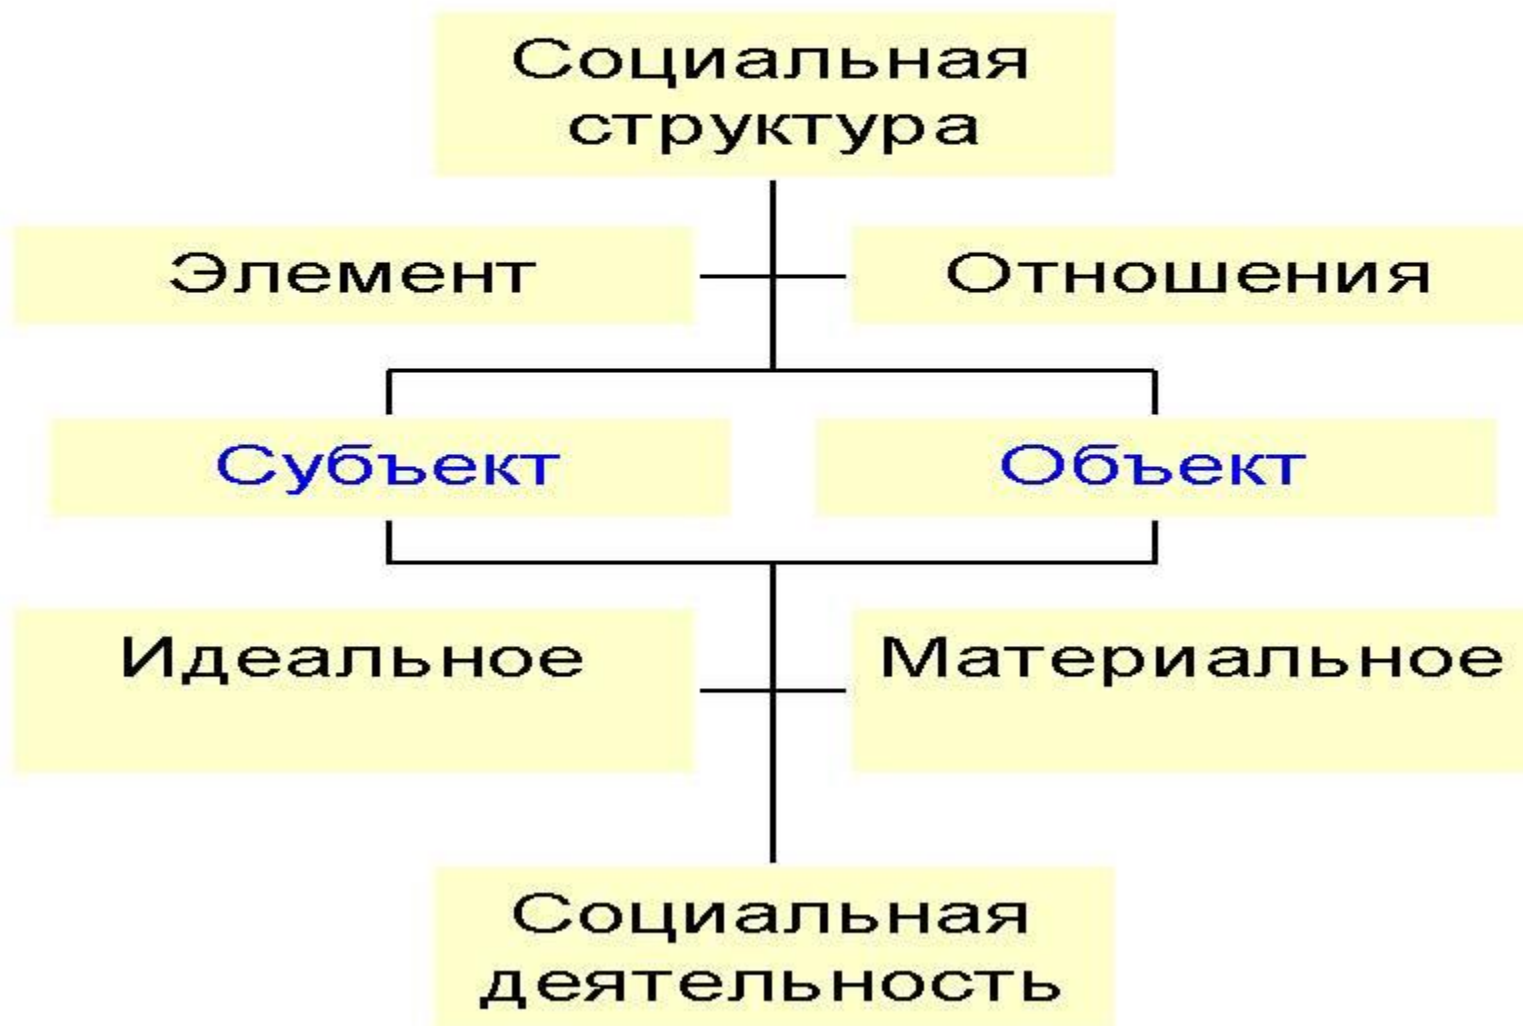 Социальная
структура
Элемент
Отношения
Субъект
Объект
Идеальное
Материальное
Социальная
деятельность